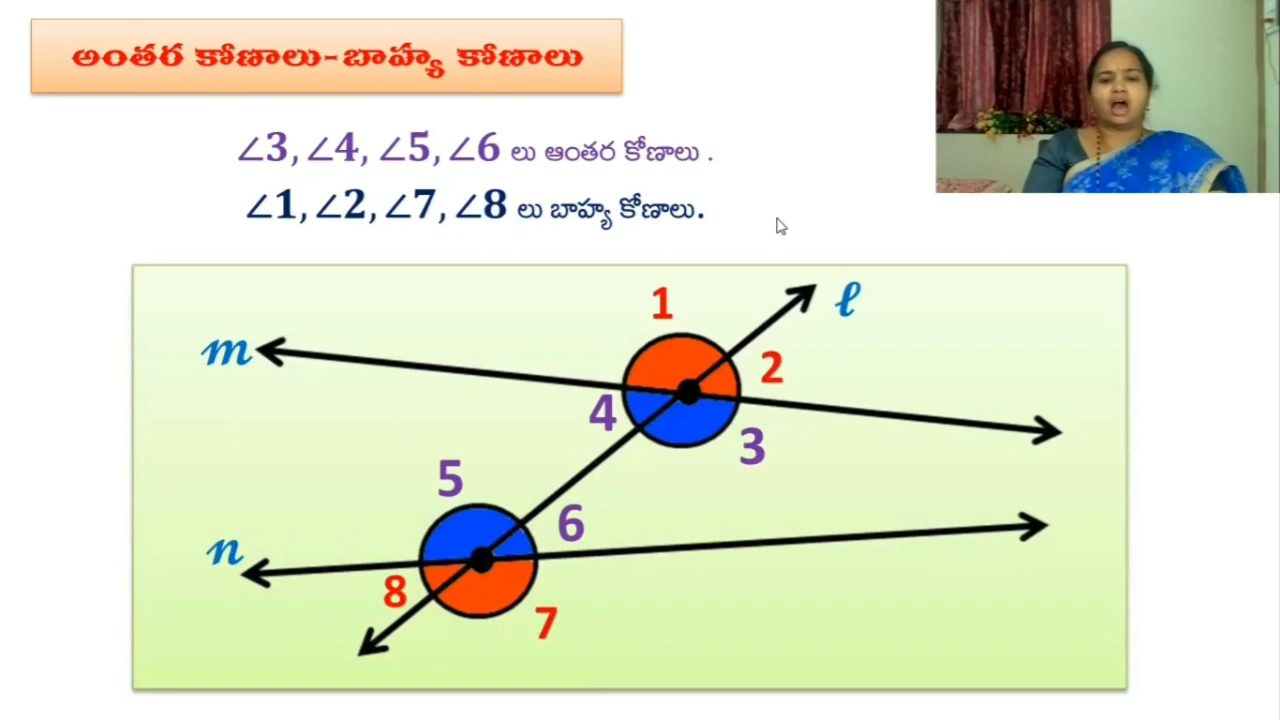 అంతర కోణాలు-బాహ్య కోణాలు
∠3, ∠4, ∠5, ∠6 లు ఆంతర కోణాలు .
∠1, ∠2, ∠7, ∠8 లు బాహ్య కోణాలు.
1
ℓ
m
2
4
3
5
6
n
8
7